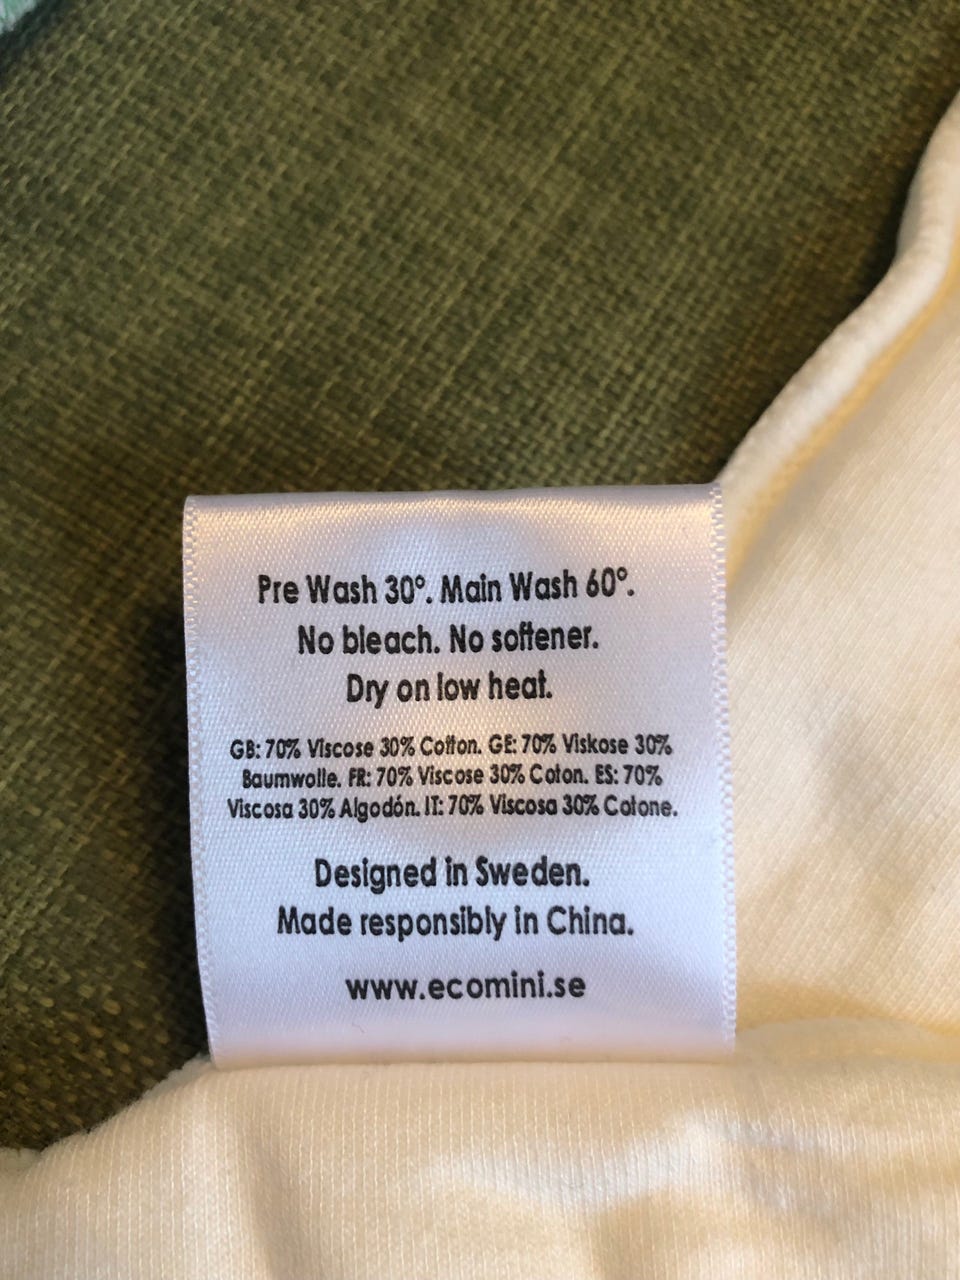 Pre Wash 30°. Main Wash 60°.
No bleach. No softener.
Dry on low heat.
GB: 70% Viscose 30% Cotton. GE: 70% Viskose 30%
Baumwolle. FR: 70% Viscose 30% Coton. ES: 70%
Viscosa 30% Algodón. IT: 70% Viscosa 30% Cotone.
Designed in Sweden.
Made responsibly in China.
www.ecomini.se